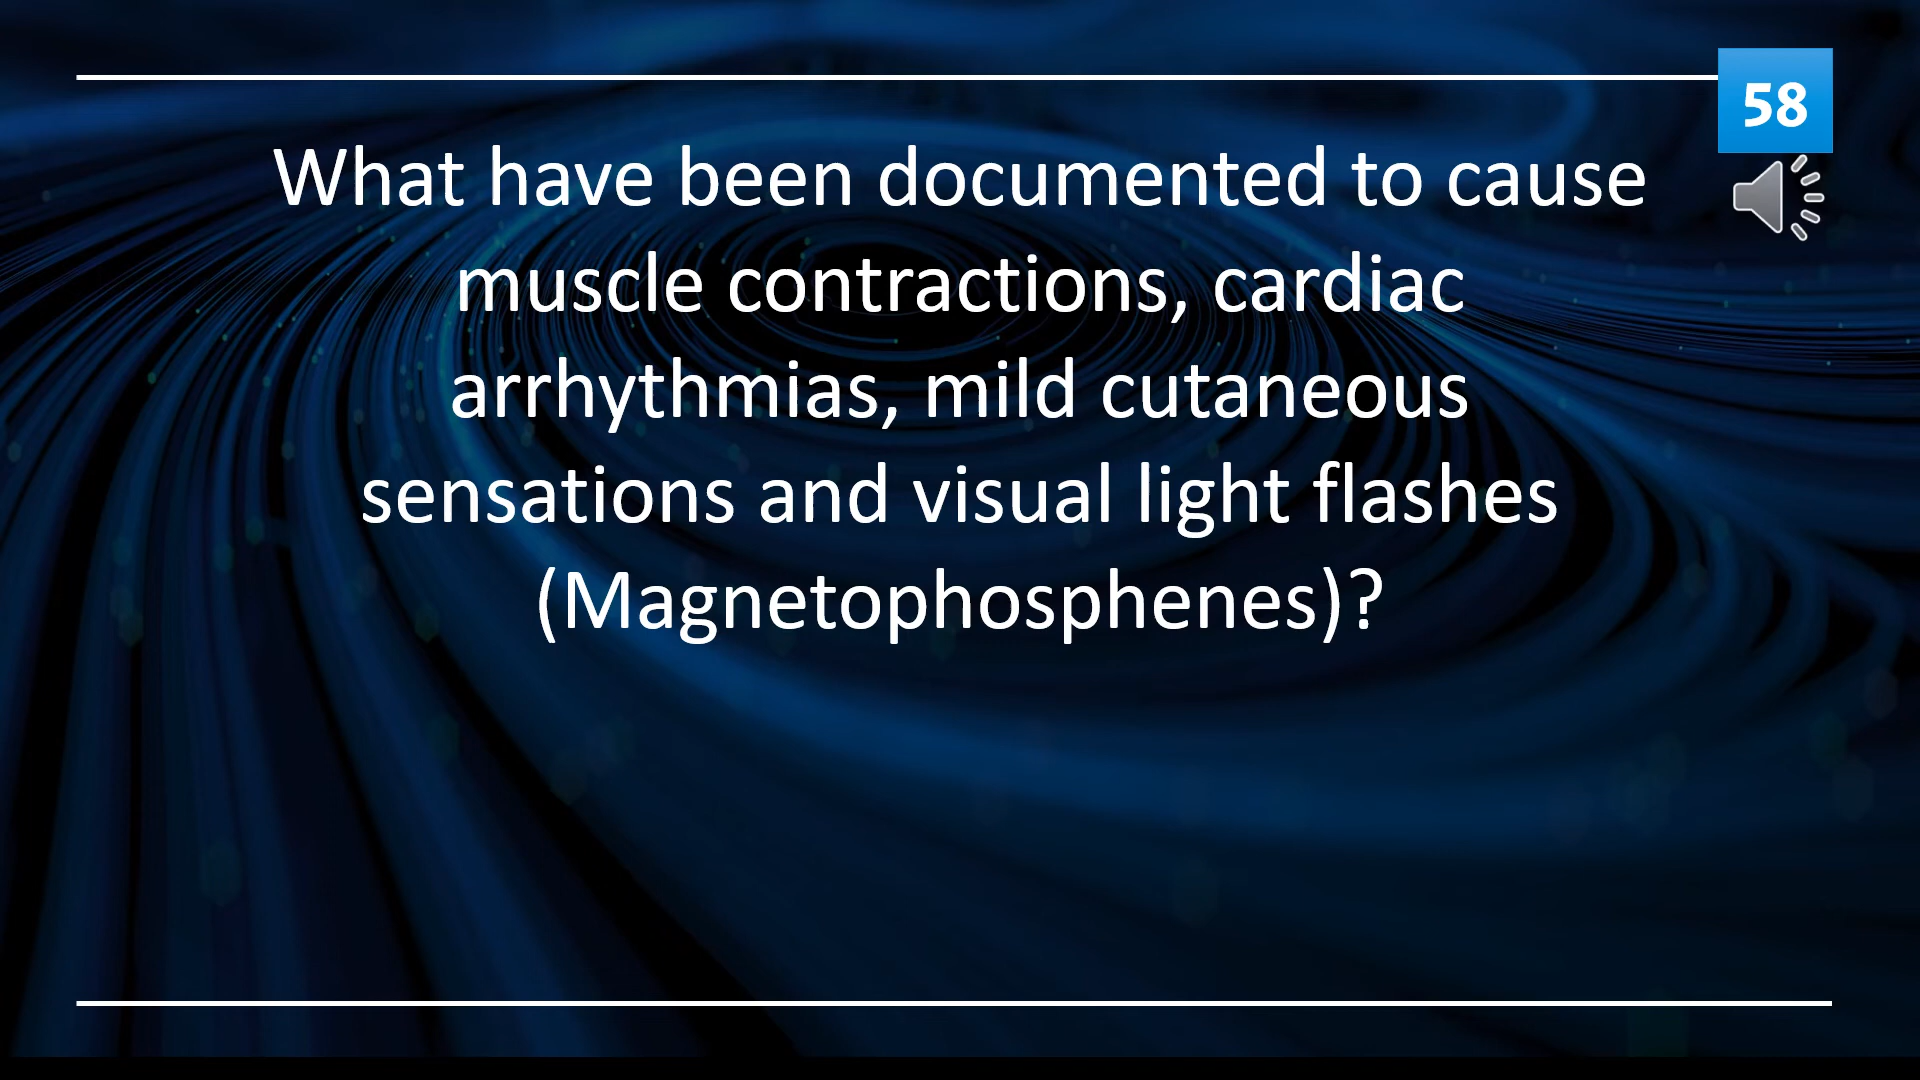 58
What have been documented to cause
muscle contractions, cardiac
arrhythmias, mild cutaneous
sensations and visual light flashes
(Magnetophosphenes)?